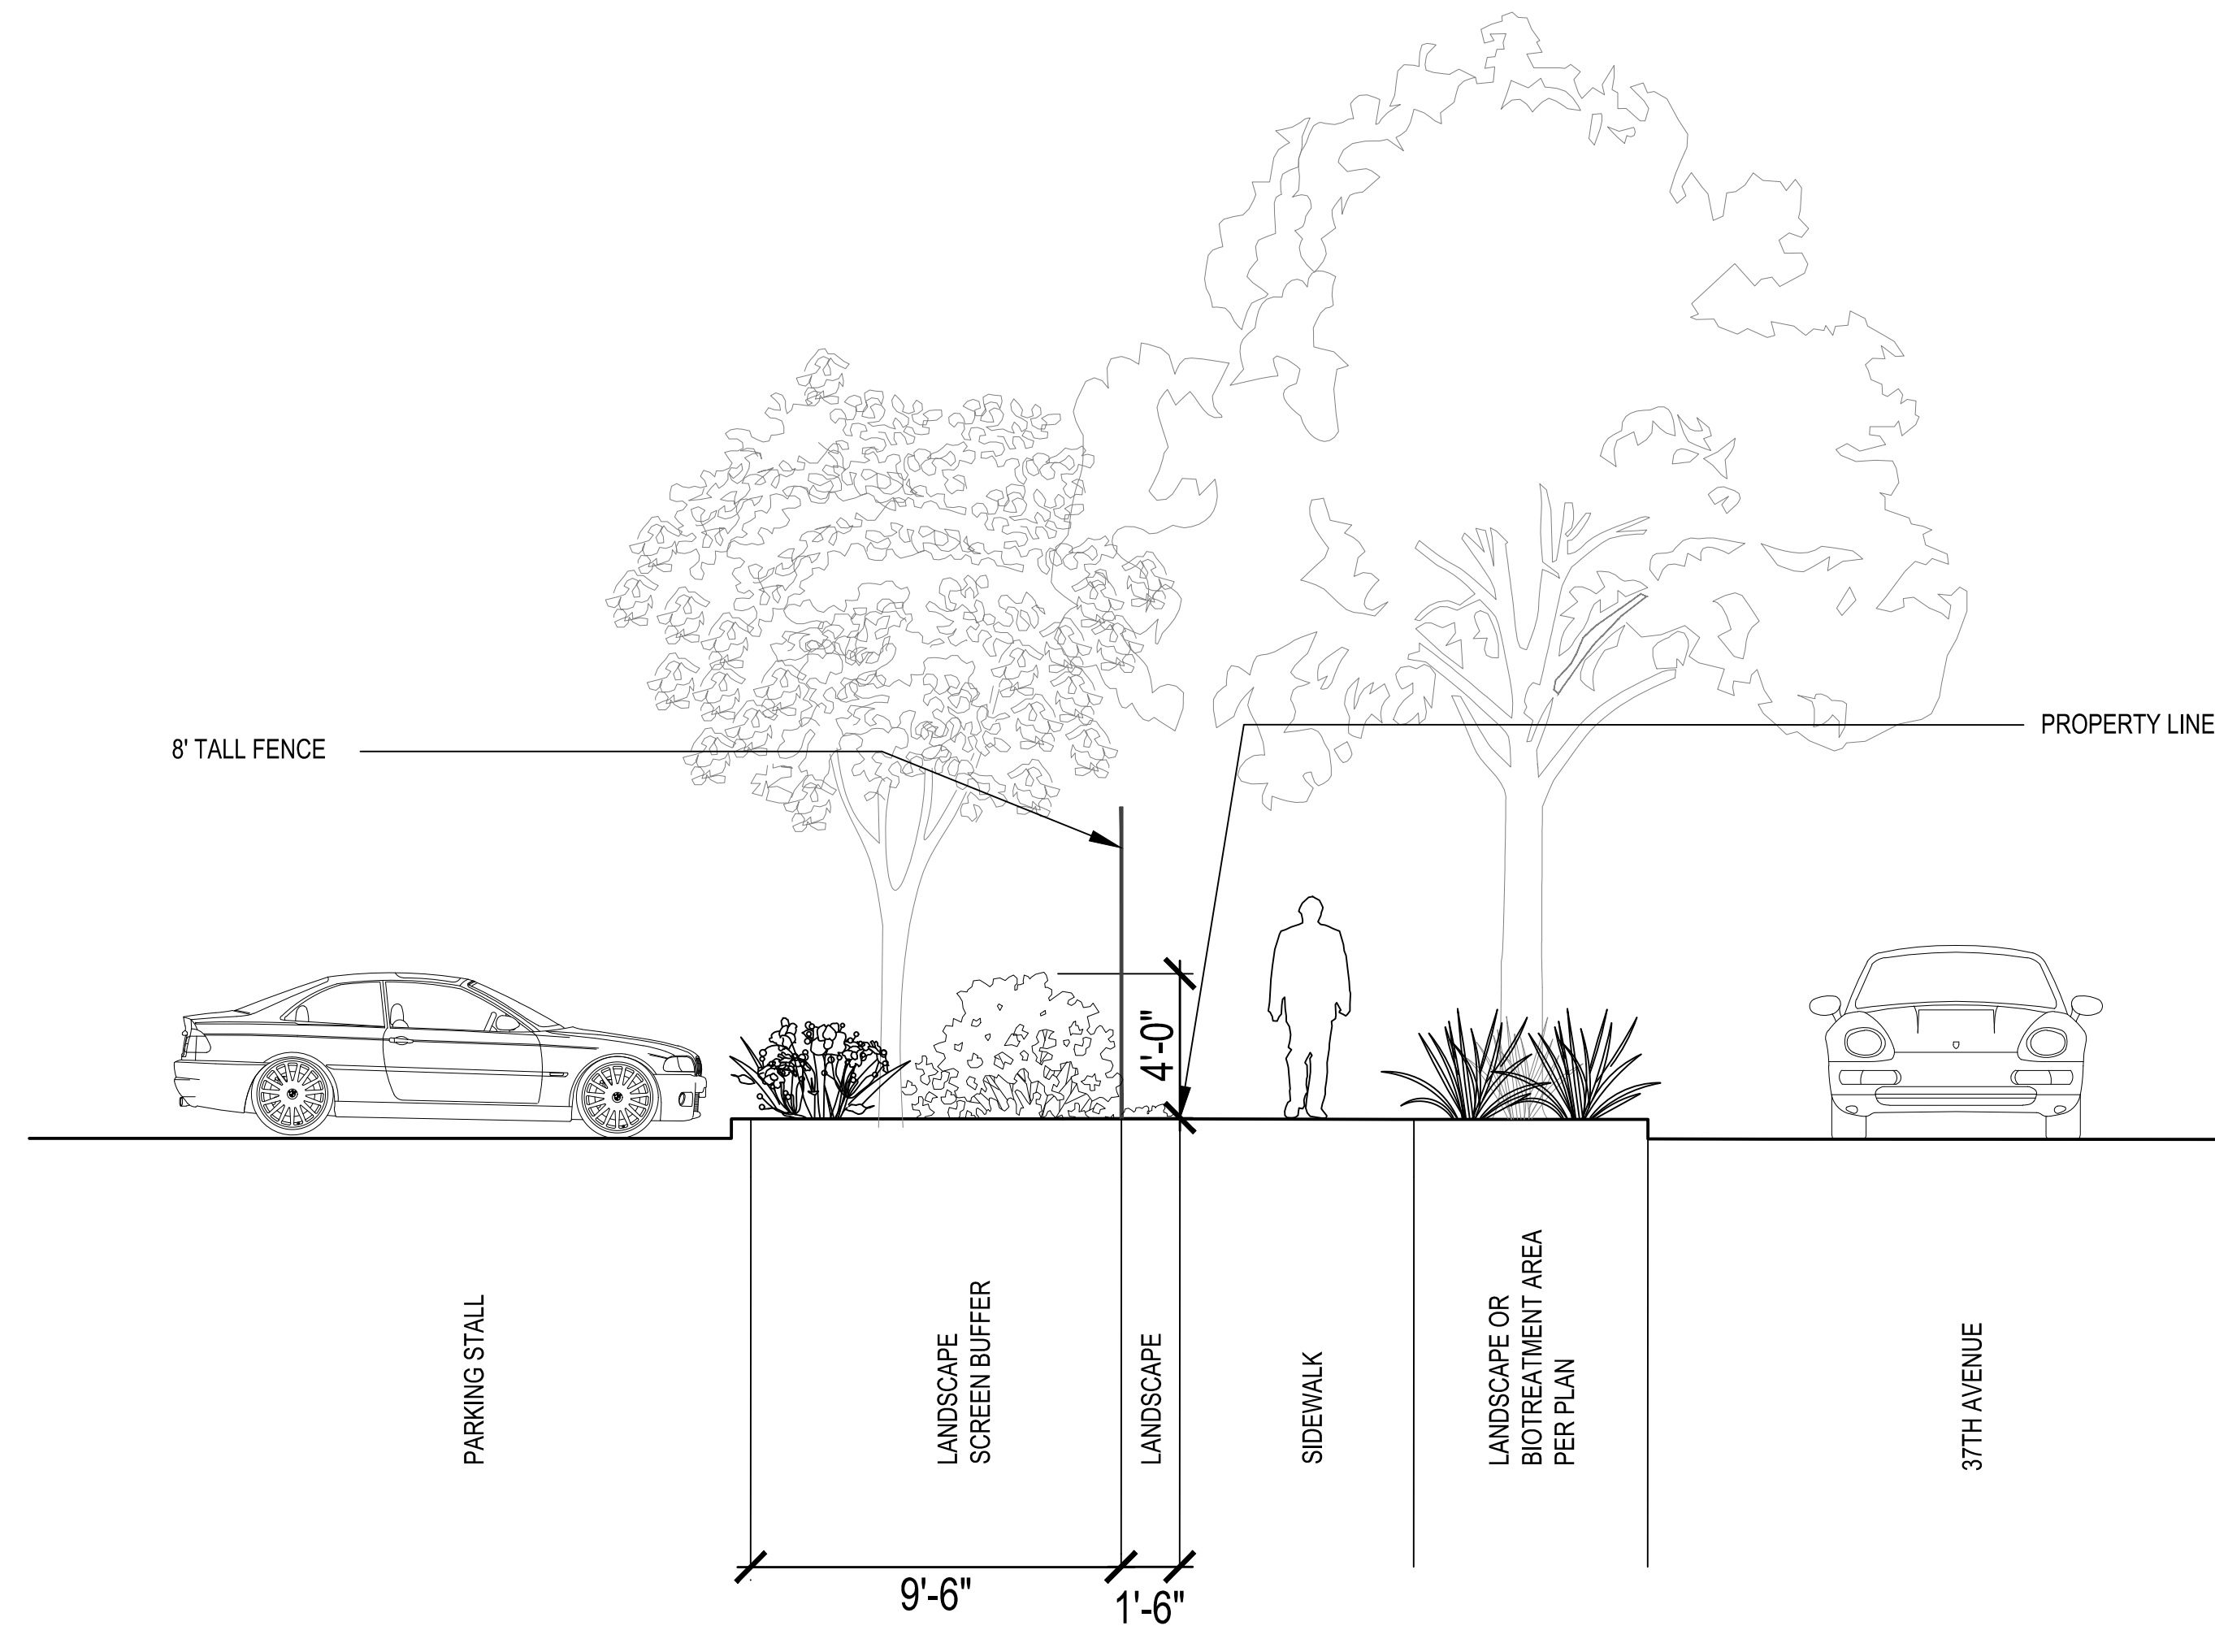 PROPERTY LINE
8' TALL FENCE
4'-0"
PARKING STALL
LANDSCAPE
SCREEN BUFFER
LANDSCAPE
SIDEWALK
LANDSCAPE OR
BIOTREATMENT AREA
PER PLAN
37TH AVENUE
9'-6"
1'-6"